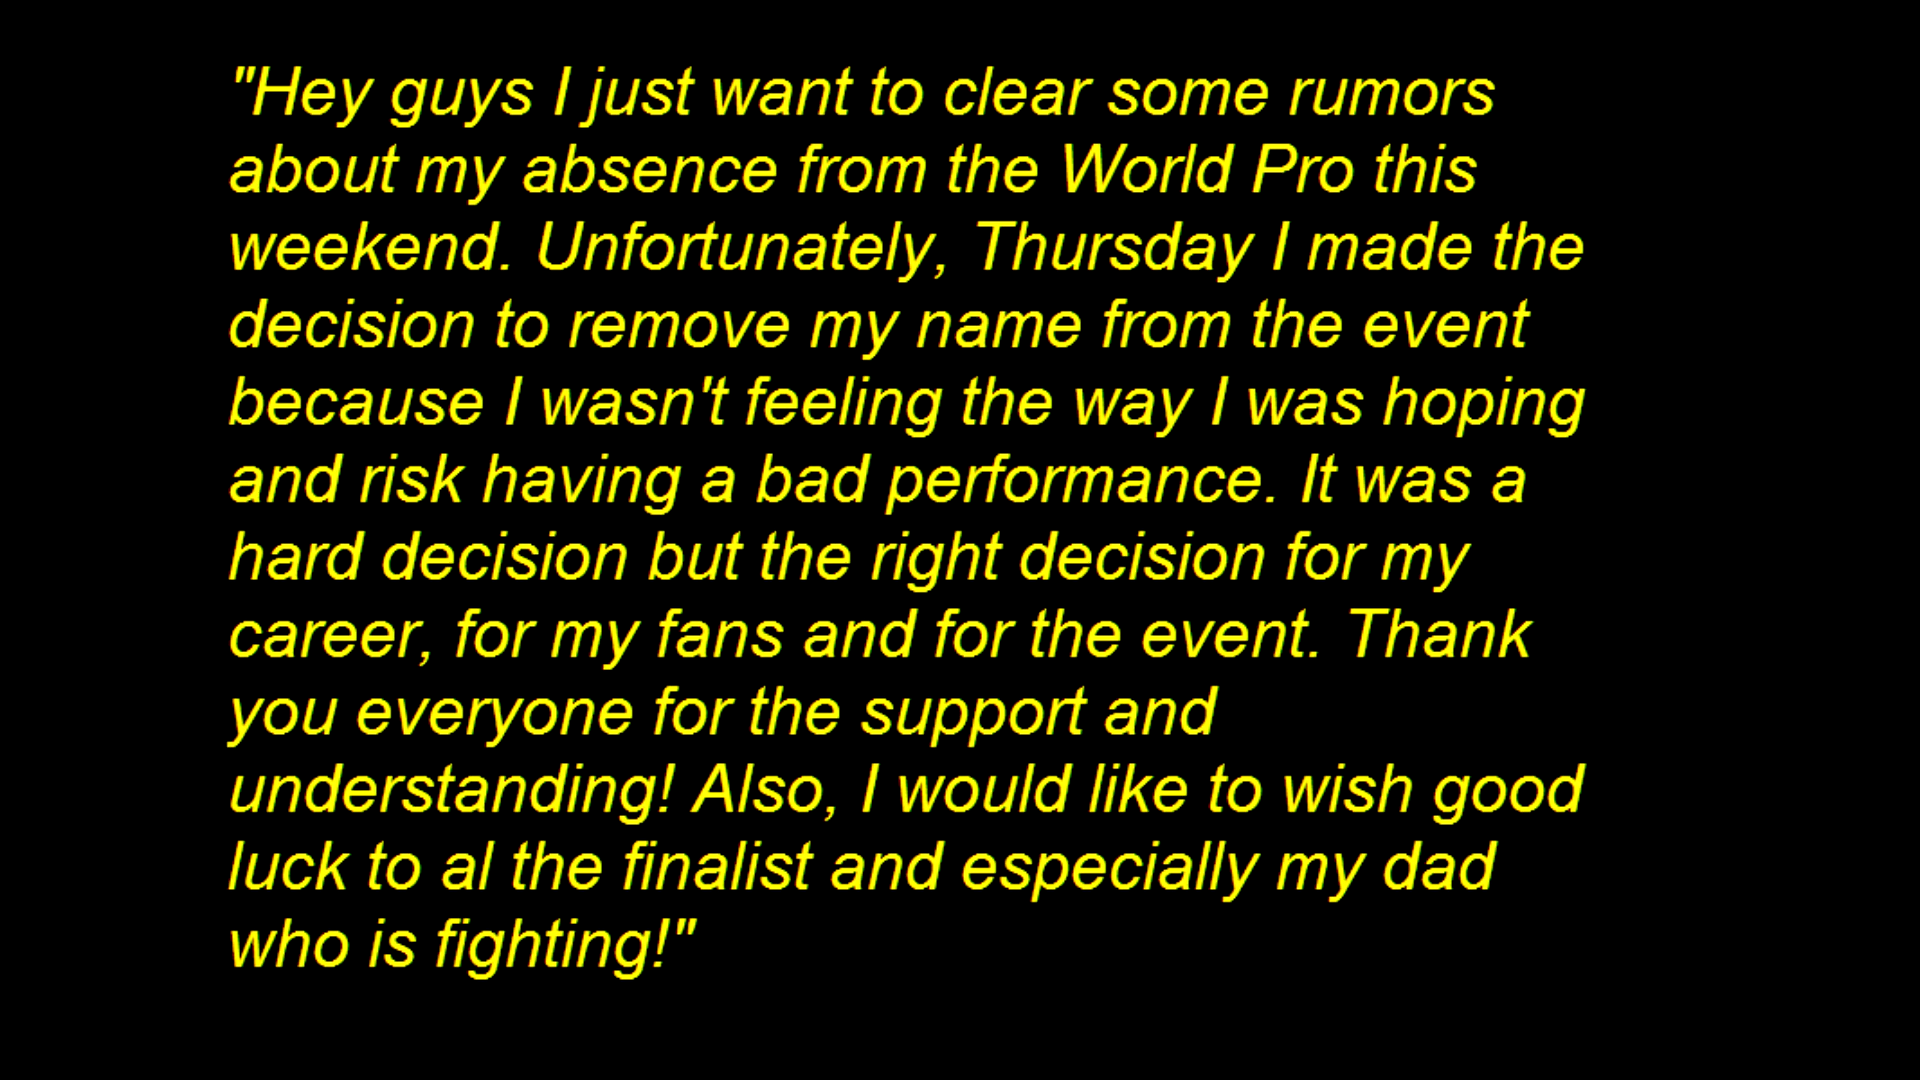 "Hey guys I just want to clear some rumors
about my absence from the World Pro this
weekend. Unfortunately, Thursday I made the
decision to remove my name from the event
because I wasn't feeling the way I was hoping
and risk having a bad performance. It was a
hard decision but the right decision for my
career, for my fans and for the event. Thank
you everyone for the support and
understanding! Also, I would like to wish good
luck to al the finalist and especially my dad
who is fighting!"